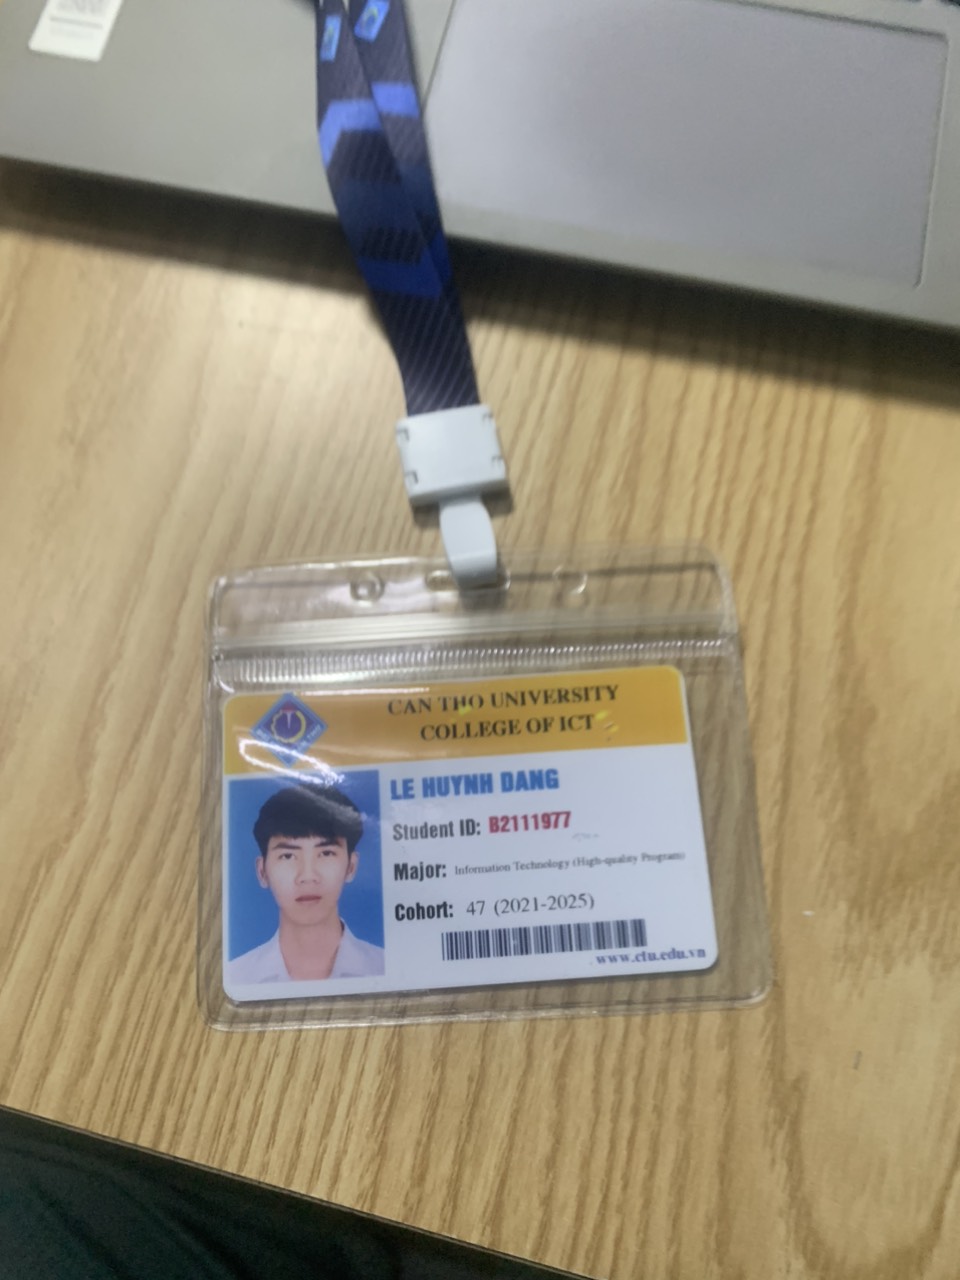 CAN THO UNIVERSITY
COLLEGE OF ICT
LE HUYNH DANG
Student ID: B2111977
Major: Information Technology (High-quality Program)
Cohort: 47 (2021-2025)
www.ctu.edu.vn